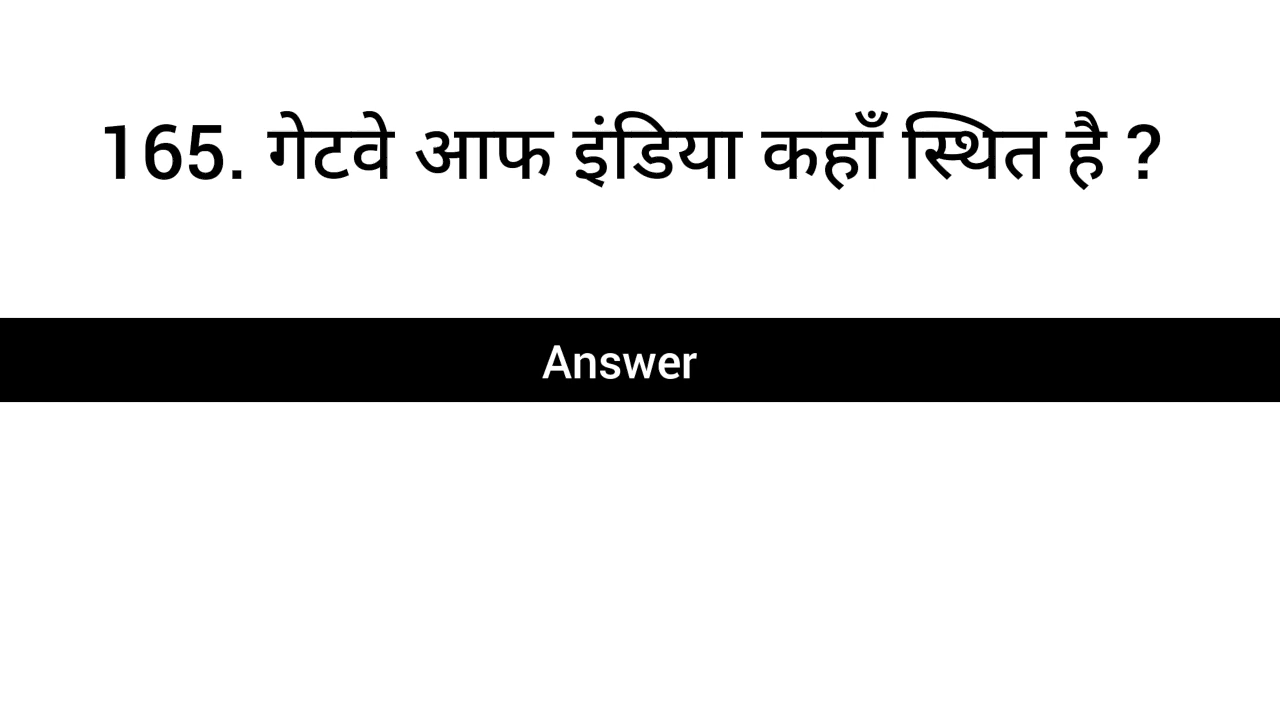 165. गेटवे आफ इंडिया कहाँ स्थित है ?
Answer